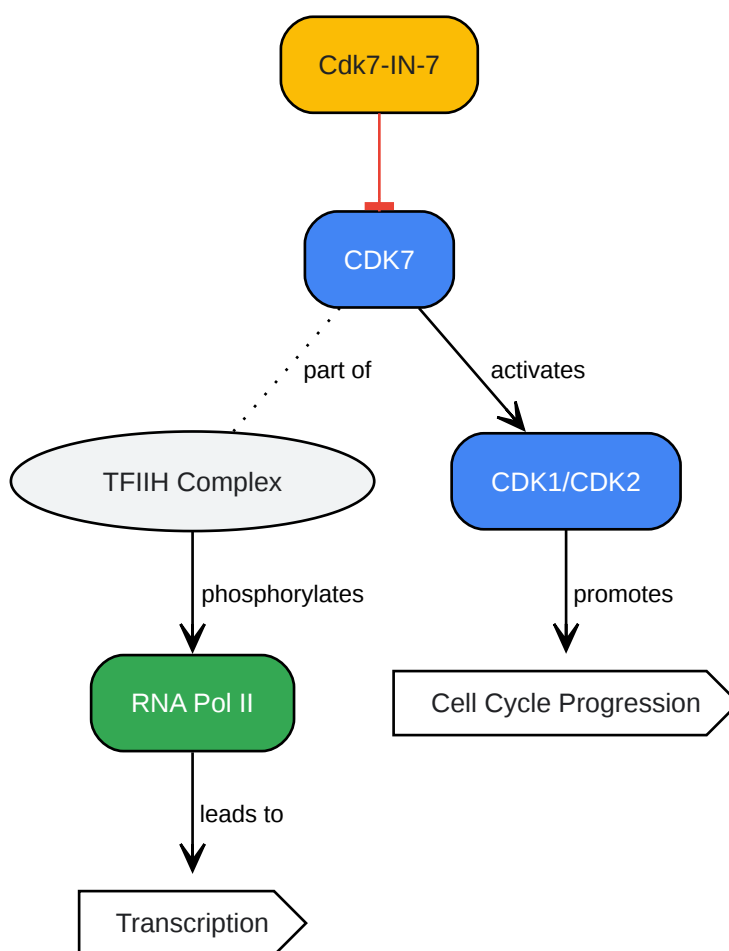 Cdk7-IN-7
CDK7
part of
activates
TFIIH Complex
CDK1/CDK2
phosphorylates
promotes
RNA Pol II
Cell Cycle Progression
leads to
Transcription